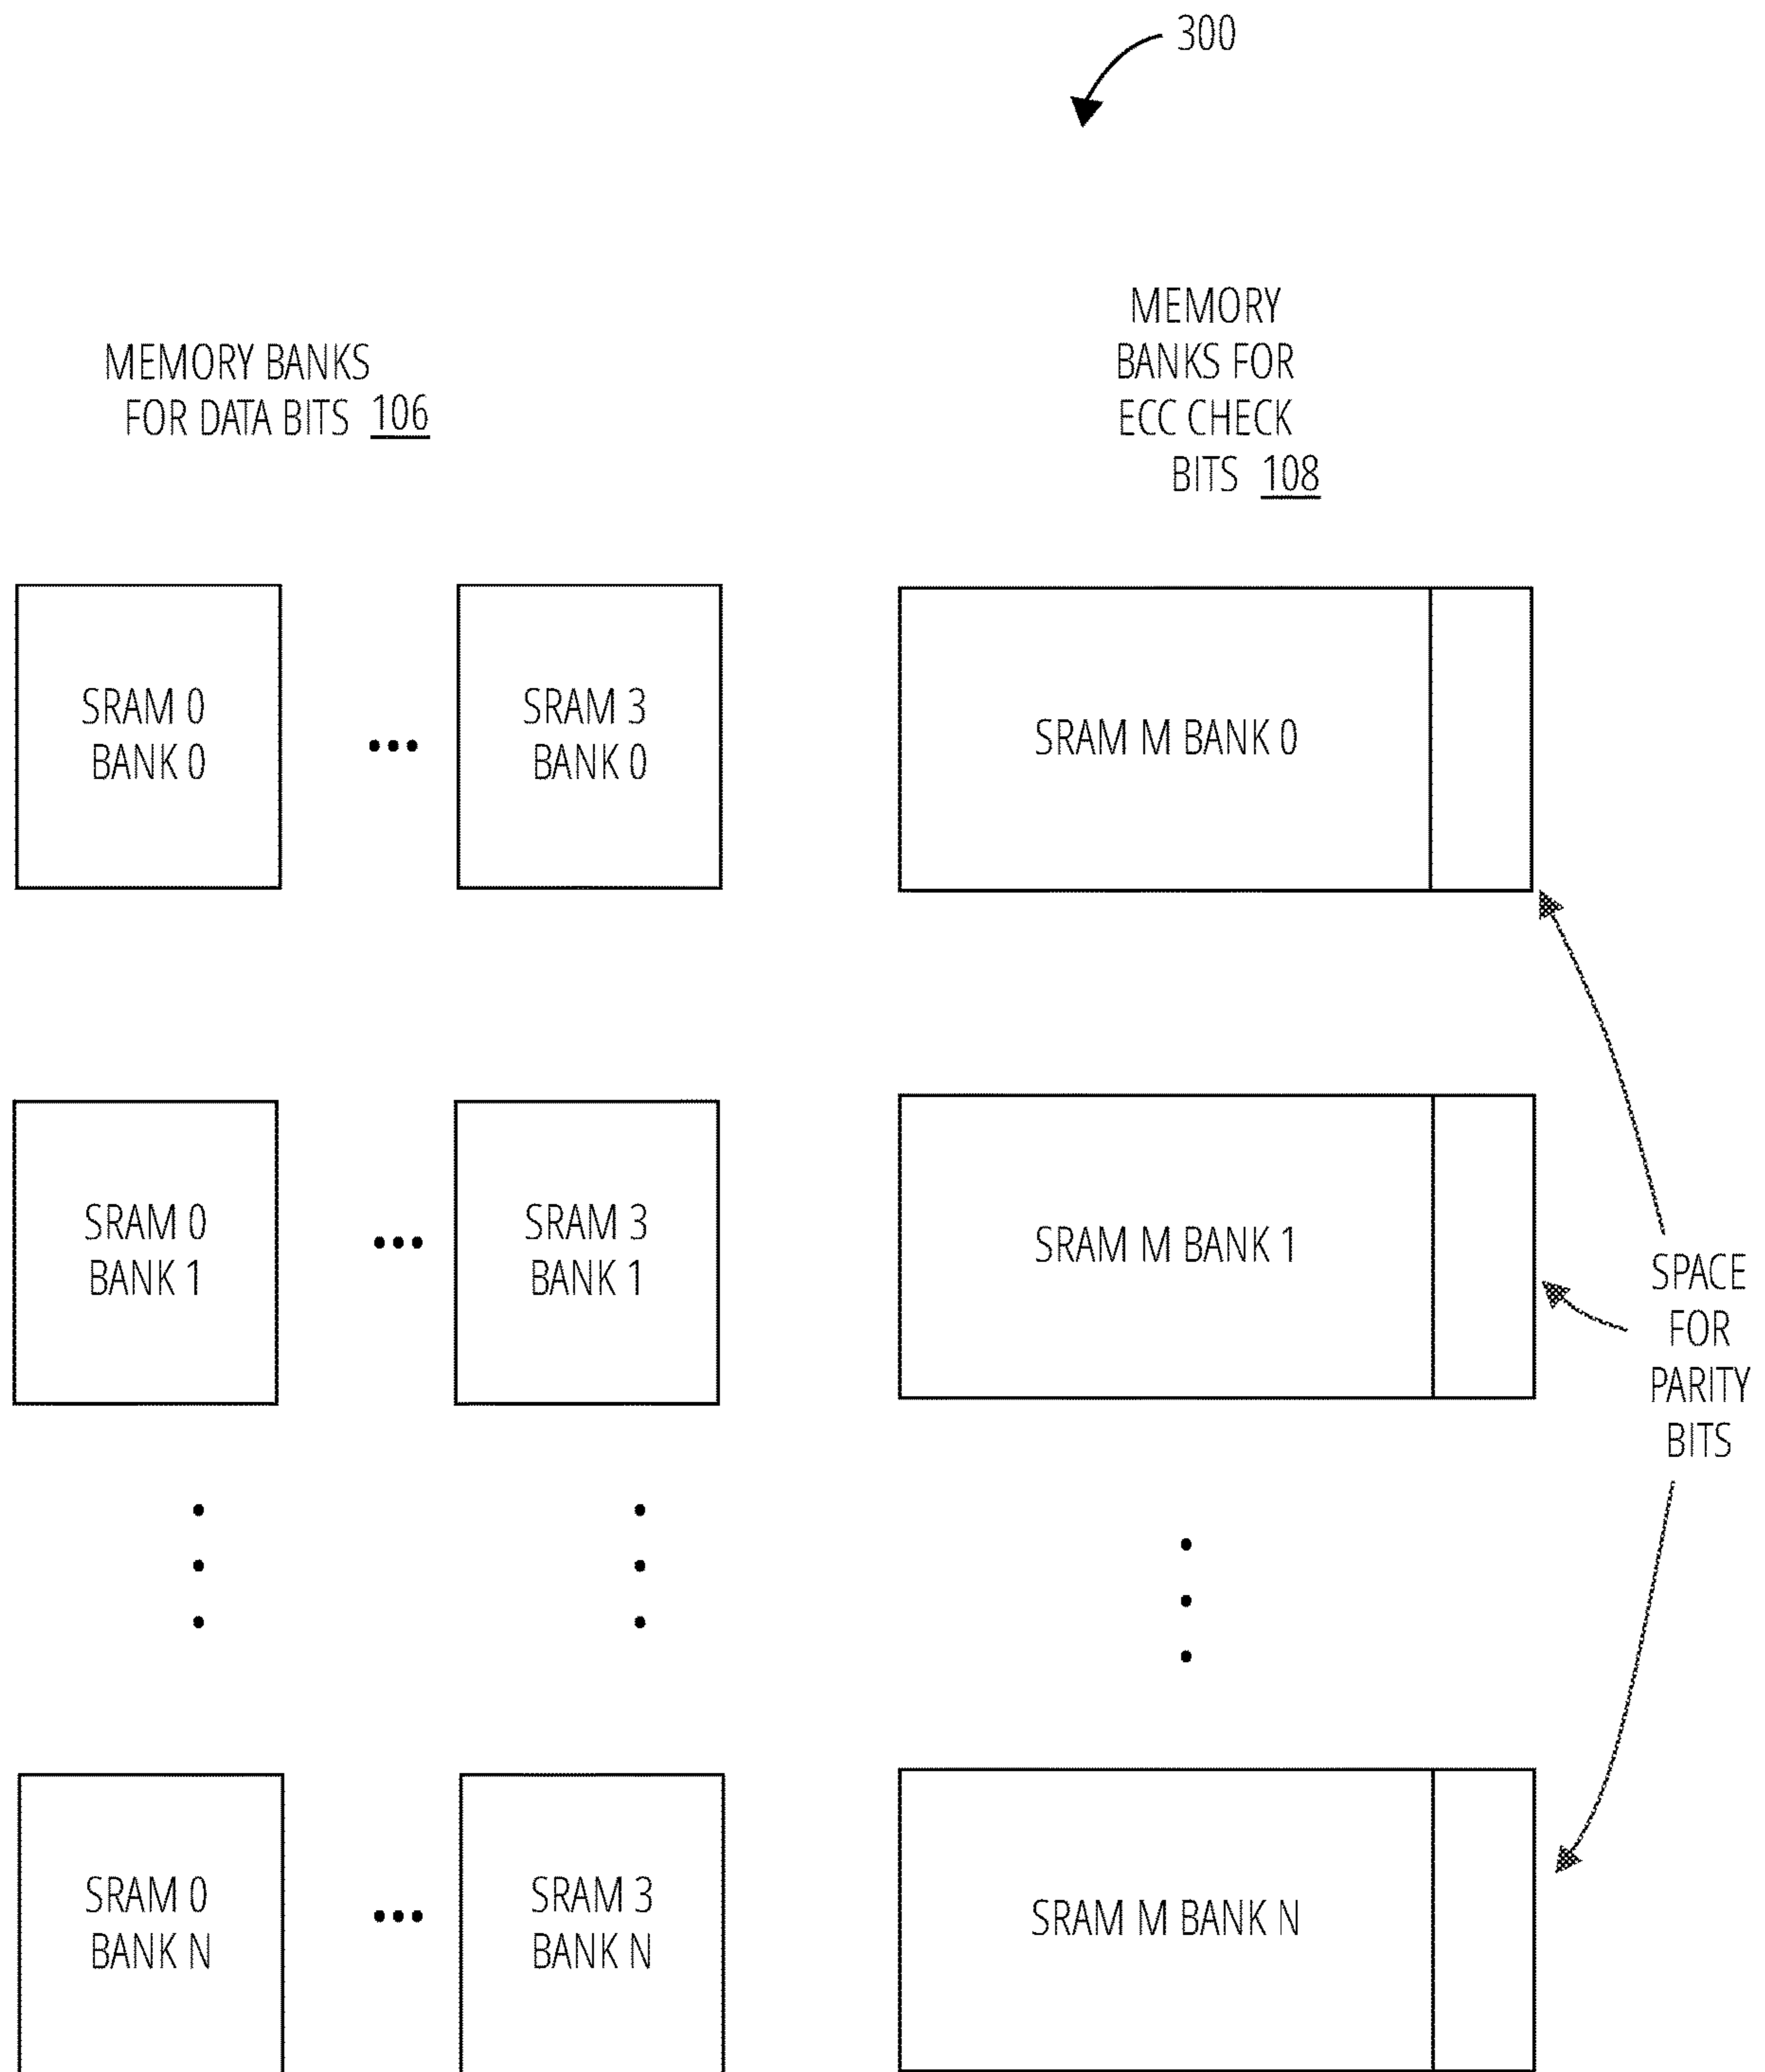 300
MEMORY BANKS
FOR DATA BITS 106
MEMORY
BANKS FOR
ECC CHECK
BITS 108
SRAM 0
BANK 0
SRAM 3
BANK 0
SRAM M BANK 0
SRAM 0
BANK 1
SRAM 3
BANK 1
SRAM M BANK 1
SPACE
FOR
PARITY
BITS
SRAM 0
BANK N
SRAM 3
BANK N
SRAM M BANK N